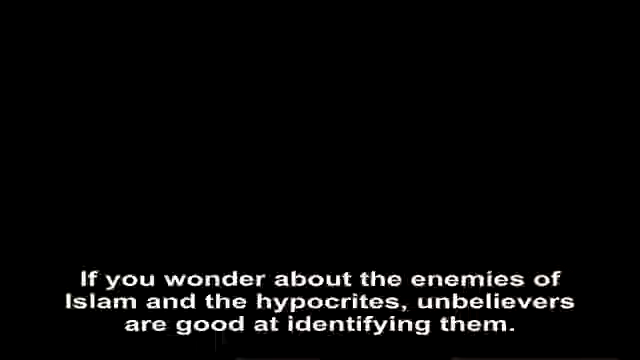 If you wonder about the enemies of
Islam and the hypocrites, unbelievers
are good at identifying them.